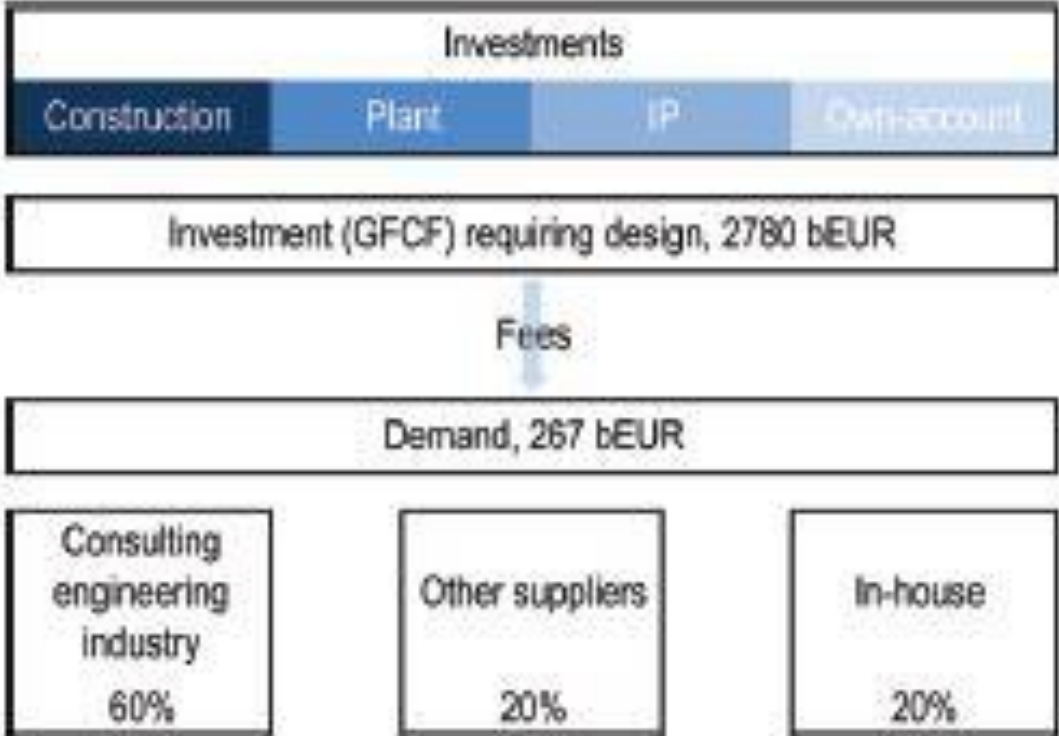 Investments
Construction Plant IP Own-account
Investment (GFCF) requiring design, 2780 bEUR
Fees
Demand, 267 bEUR
Consulting
engineering
industry
60%
Other suppliers
20%
In-house
20%